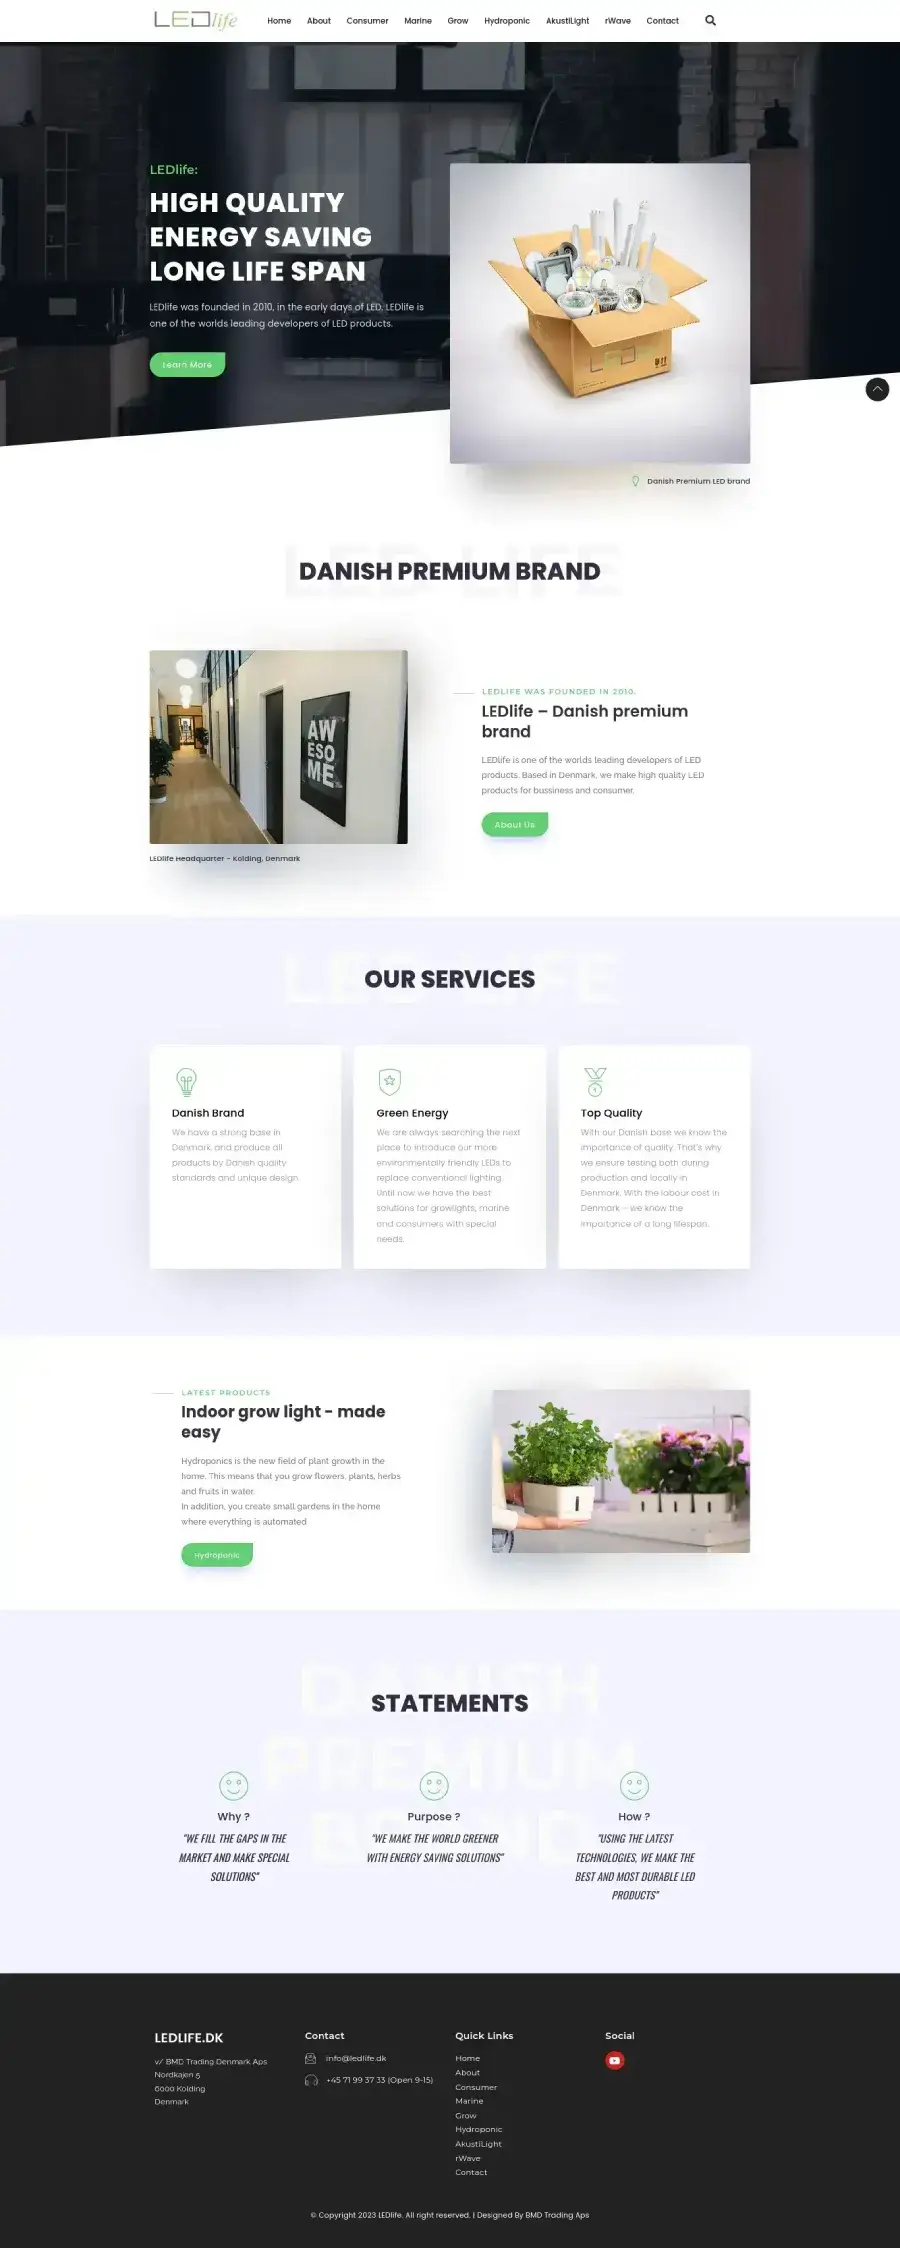 LEDlife
Home About Consumer Marine Grow Hydroponic AkustiLight rWave Contact
LEDlife:
HIGH QUALITY
ENERGY SAVING
LONG LIFE SPAN
LEDlife was founded in 2010, in the early days of LED. LEDlife is
one of the worlds leading developers of LED products.
Learn More
Danish Premium LED brand
LED LIFE
DANISH PREMIUM BRAND
AW
ESO
ME
LEDlife Headquarter - Kolding, Denmark
LEDLIFE WAS FOUNDED IN 2010.
LEDlife – Danish premium
brand
LEDlife is one of the worlds leading developers of LED
products. Based in Denmark, we make high quality LED
products for bussiness and consumer.
About Us
LED LIFE
OUR SERVICES
Danish Brand
We have a strong base in
Denmark and produce all
products by Danish quality
standards and unique design.
Green Energy
We are always searching the next
place to introduce our more
environmentally friendly LEDs to
replace conventional lighting.
Until now we have the best
solutions for growlights, marine
and consumers with special
needs.
Top Quality
With our Danish base we know the
importance of quality. That's why
we ensure testing both during
production and locally in
Denmark. With the labour cost in
Denmark – we know the
importance of a long lifespan.
LATEST PRODUCTS
Indoor grow light - made
easy
Hydroponics is the new field of plant growth in the
home. This means that you grow flowers, plants, herbs
and fruits in water.
In addition, you create small gardens in the home
where everything is automated
Hydroponic
DANISH
PREMIUM
BRAND
STATEMENTS
Why ?
"WE FILL THE GAPS IN THE
MARKET AND MAKE SPECIAL
SOLUTIONS"
Purpose ?
"WE MAKE THE WORLD GREENER
WITH ENERGY SAVING SOLUTIONS"
How ?
"USING THE LATEST
TECHNOLOGIES, WE MAKE THE
BEST AND MOST DURABLE LED
PRODUCTS"
LEDLIFE.DK
v/ BMD Trading Denmark Aps
Nordkajen 5
6000 Kolding
Denmark
Contact
info@ledlife.dk
+45 71 99 37 33 (Open 9-15)
Quick Links
Home
About
Consumer
Marine
Grow
Hydroponic
AkustiLight
rWave
Contact
Social
© Copyright 2023 LEDlife. All right reserved. | Designed By BMD Trading Aps